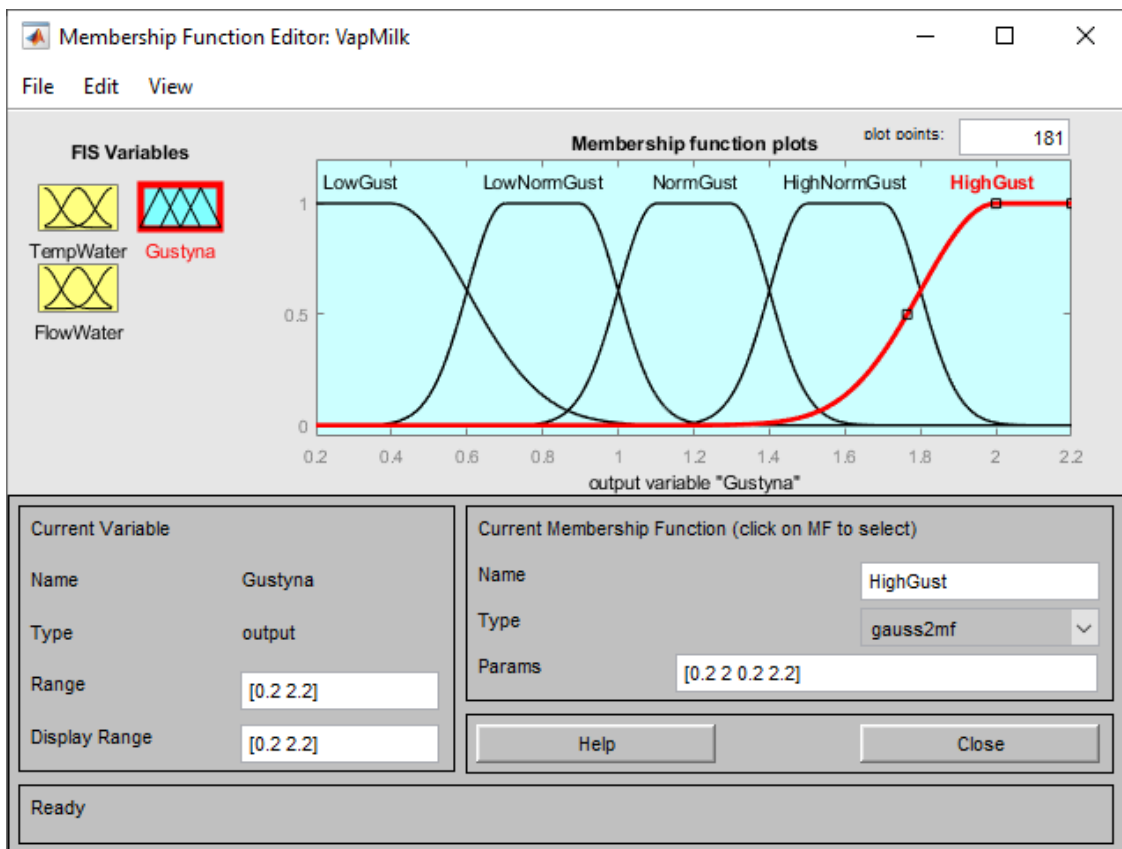 Membership Function Editor: VapMilk
File Edit View
FIS Variables
TempWater
Gustyna
FlowWater
Membership function plots
plot points:
181
LowGust LowNormGust NormGust HighNormGust HighGust
1
0.5
0
0.2 0.4 0.6 0.8 1 1.2 1.4 1.6 1.8 2 2.2
output variable "Gustyna"
Current Variable
Name Gustyna
Type output
Range [0.2 2.2]
Display Range [0.2 2.2]
Current Membership Function (click on MF to select)
Name HighGust
Type gauss2mf
Params [0.2 2 0.2 2.2]
Help Close
Ready